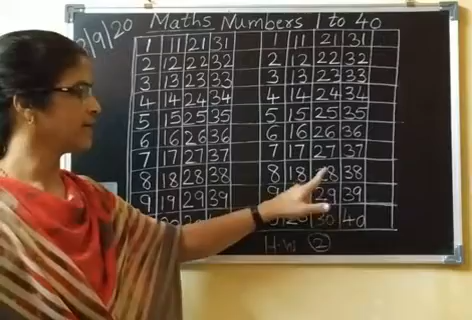 /9/20 Maths Numbers 1 to 40
1 11 21 31 1 11 21 31
2 12 22 32 2 12 22 32
3 13 23 33 3 13 23 33
4 14 24 34 4 14 24 34
5 15 25 35 5 15 25 35
6 16 26 36 6 16 26 36
7 17 27 37 7 17 27 37
8 18 28 38 8 18 28 38
9 19 29 39 9 29 39
20 30 20 30 40
H.W 2